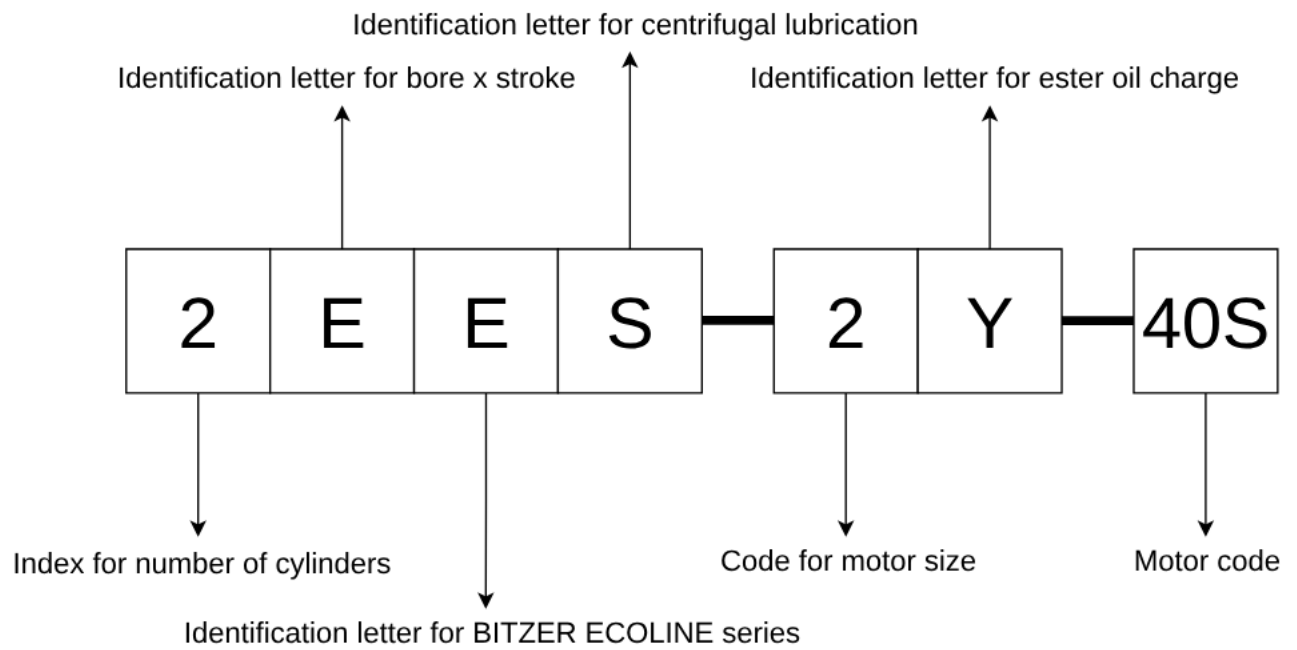 Identification letter for centrifugal lubrication
Identification letter for bore x stroke
Identification letter for ester oil charge
2 E E S 2 Y 40S
Index for number of cylinders
Code for motor size
Motor code
Identification letter for BITZER ECOLINE series